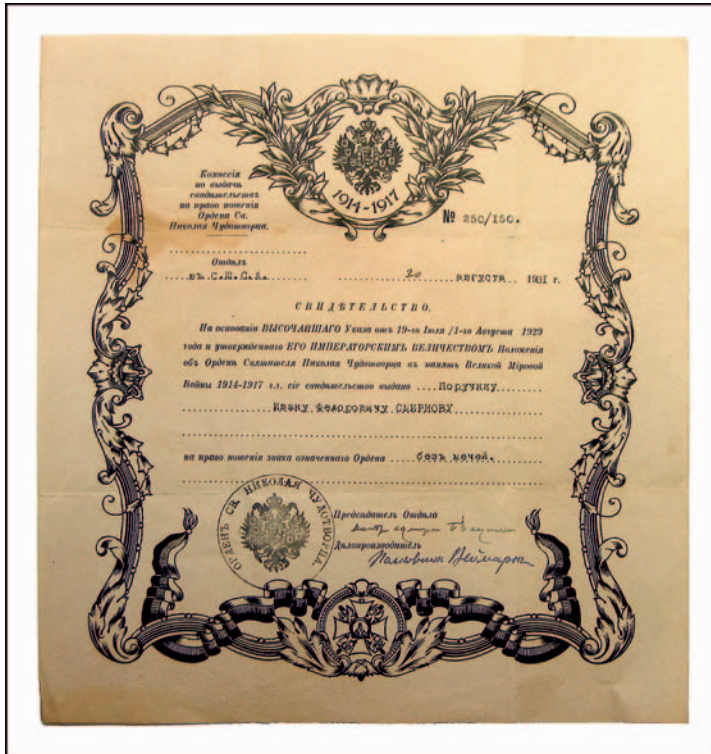 Комиссія
по выдачѣ
свидѣтельствъ
на право ношенія
Ордена Св.
Николая Чудотворца.
1914-1917
№ 250/150.
Отдѣлъ
въ С.Ш.С.А. 20 августа 1931 г.
СВИДѢТЕЛЬСТВО.
На основаніи ВЫСОЧАЙШАГО Указа отъ 19-го Іюля /1-го Августа 1929
года и утвержденнаго ЕГО ИМПЕРАТОРСКИМЪ ВЕЛИЧЕСТВОМЪ Положенія
объ Орденѣ Святителя Николая Чудотворца въ память Великой Міровой
Войны 1914-1917 г.г. сіе свидѣтельство выдано Поручику
Ивану Федоровичу СМИРНОВУ
на право ношенія знака означеннаго Ордена безъ мечей.
ОРДЕНЪ СВ. НИКОЛАЯ ЧУДОТВОРЦА
Предсѣдатель Отдѣла
Дѣлопроизводитель
Полковникъ